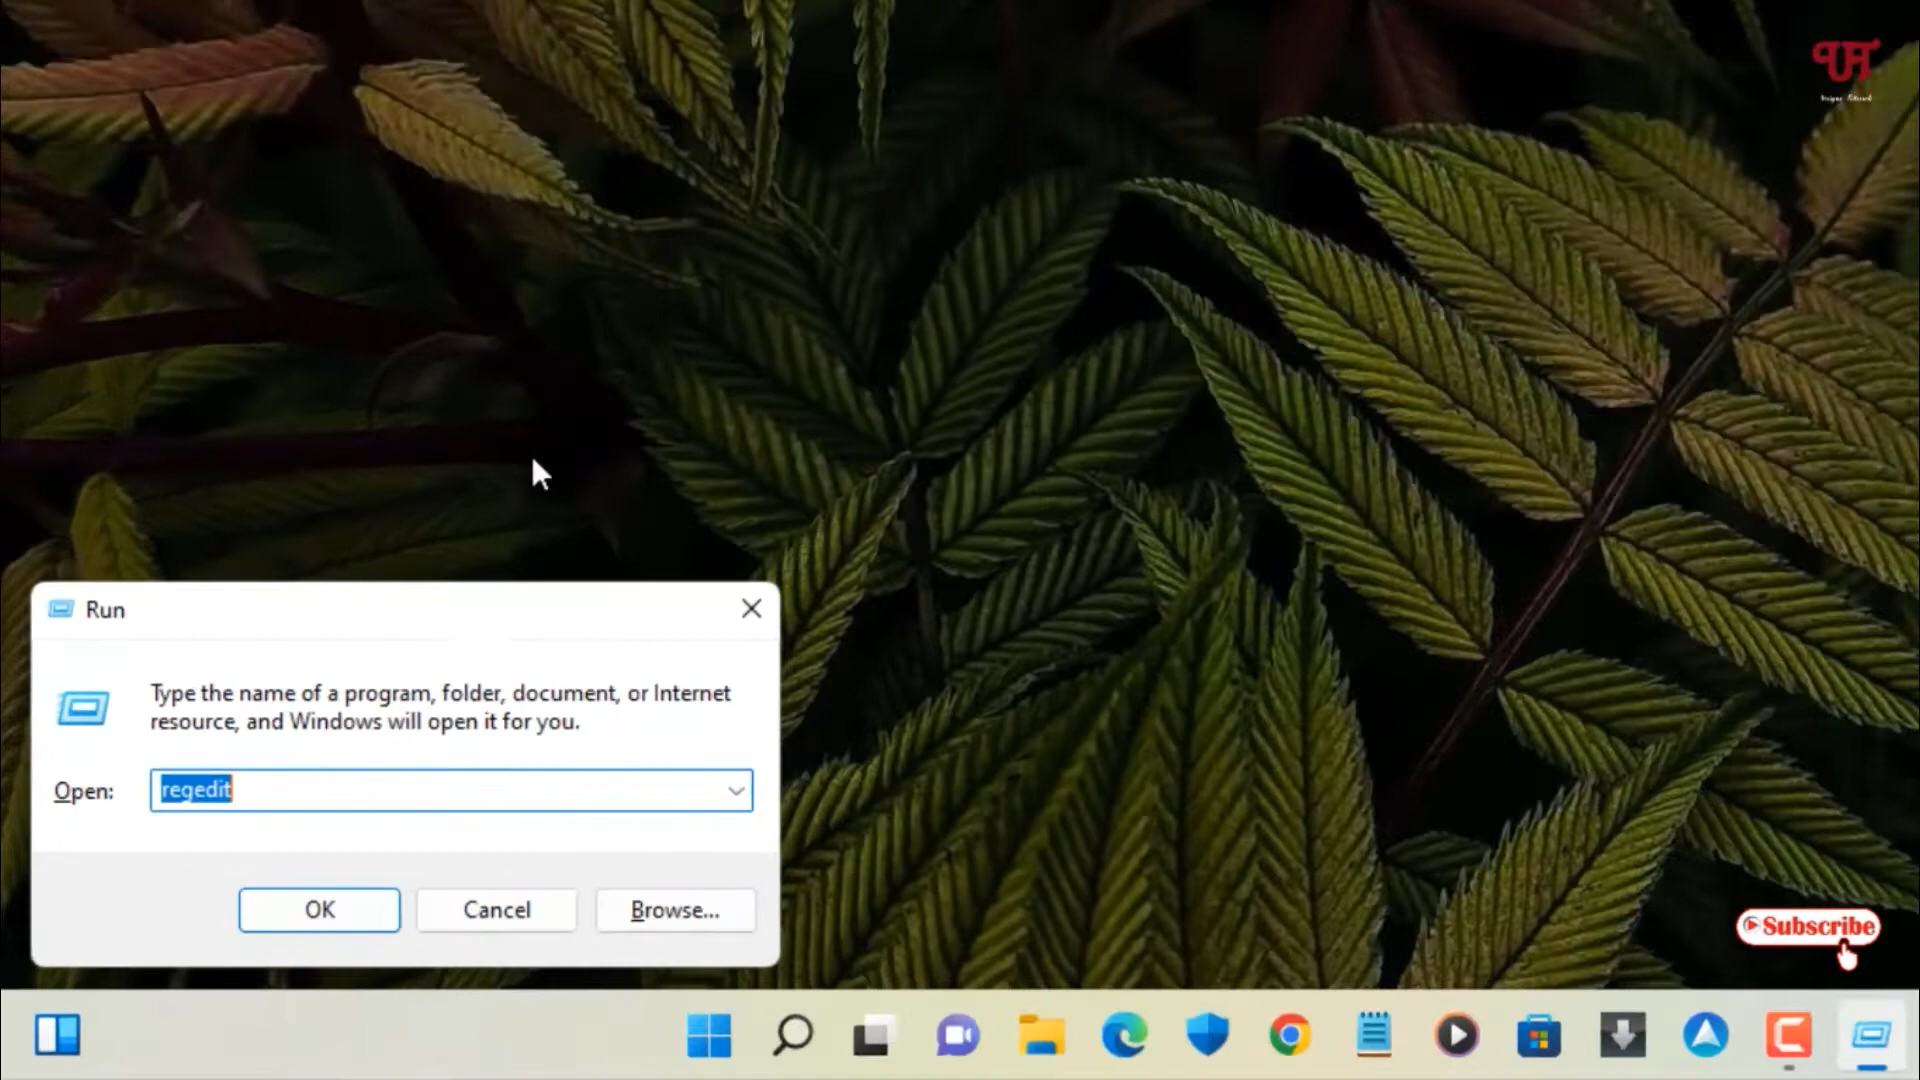 Run
Type the name of a program, folder, document, or Internet
resource, and Windows will open it for you.
Open: regedit
OK Cancel Browse...
Subscribe